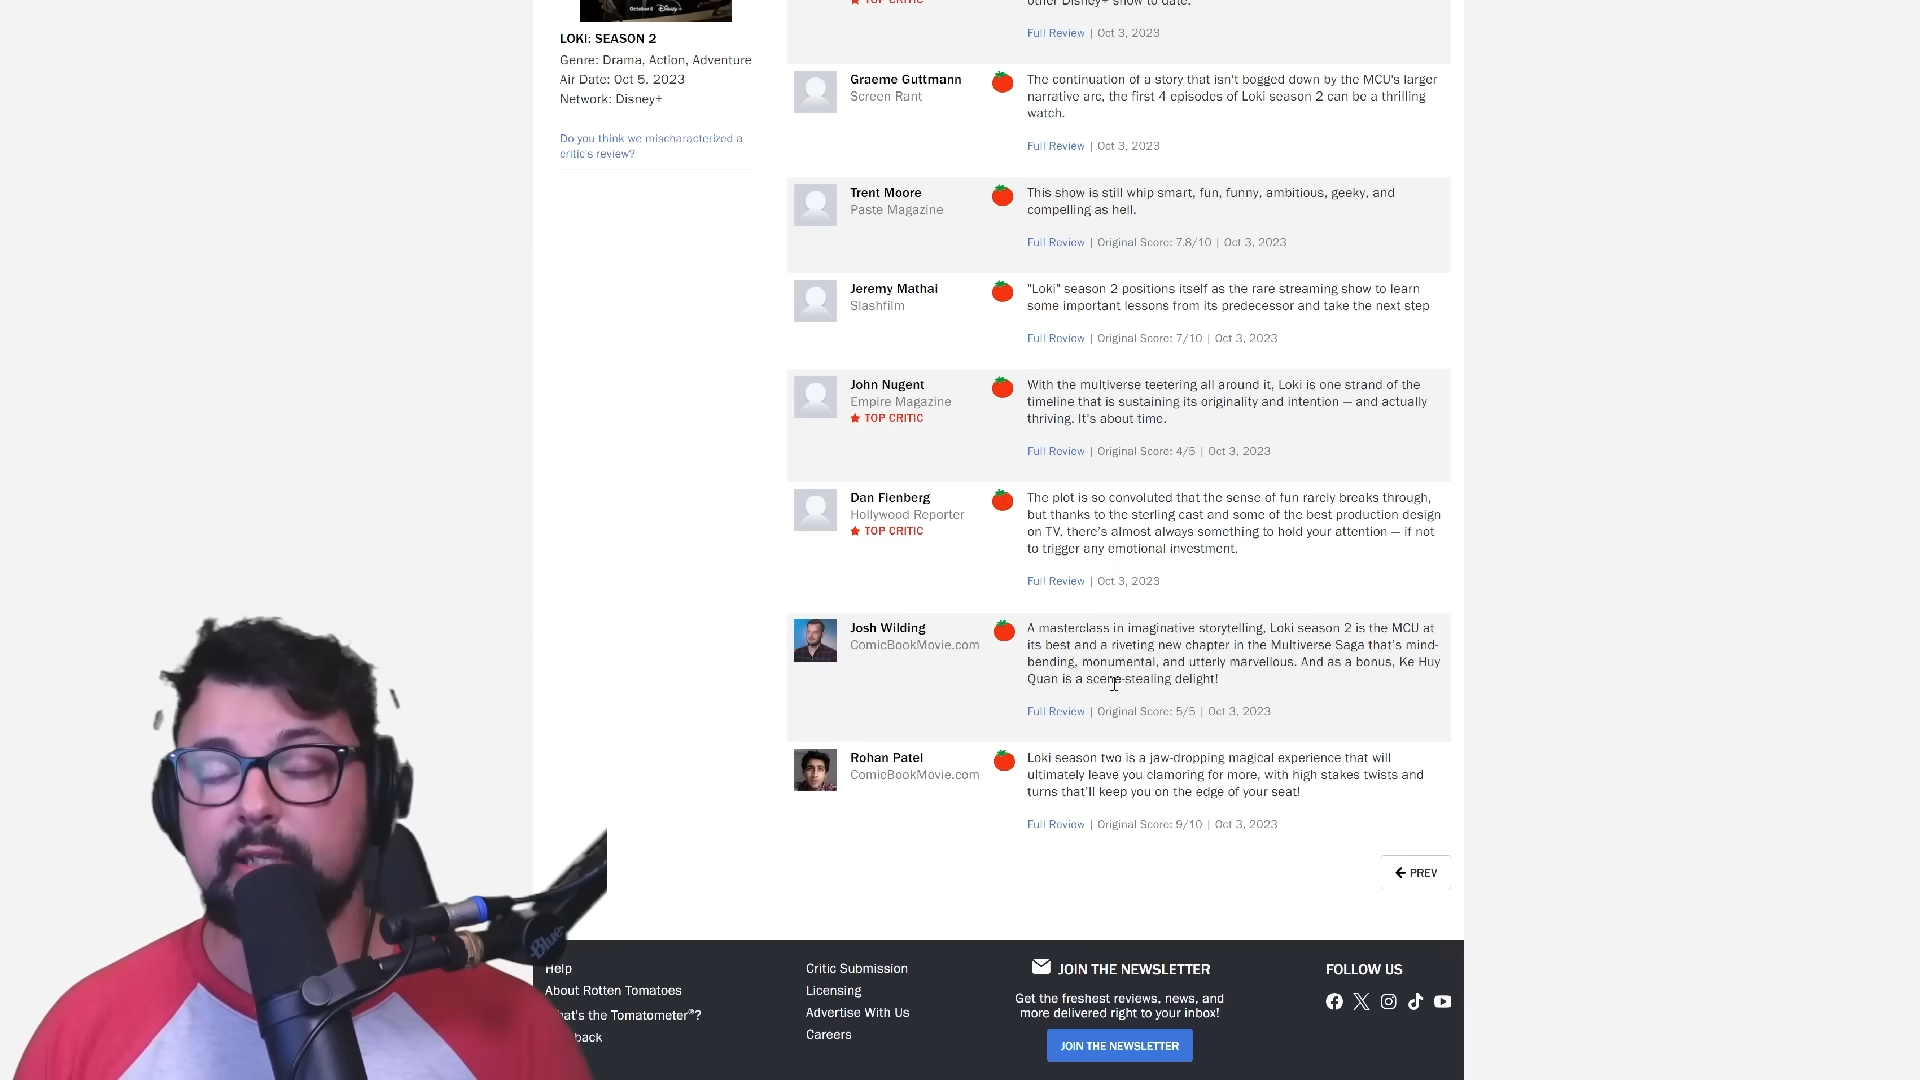 October 6 Disney+
LOKI: SEASON 2
Genre: Drama, Action, Adventure
Air Date: Oct 5, 2023
Network: Disney+
Do you think we mischaracterized a
critic's review?
TOP CRITIC
other Disney+ show to date.
Full Review | Oct 3, 2023
Graeme Guttmann
Screen Rant
The continuation of a story that isn't bogged down by the MCU's larger
narrative arc, the first 4 episodes of Loki season 2 can be a thrilling
watch.
Full Review | Oct 3, 2023
Trent Moore
Paste Magazine
This show is still whip smart, fun, funny, ambitious, geeky, and
compelling as hell.
Full Review | Original Score: 7.8/10 | Oct 3, 2023
Jeremy Mathai
Slashfilm
"Loki" season 2 positions itself as the rare streaming show to learn
some important lessons from its predecessor and take the next step
Full Review | Original Score: 7/10 | Oct 3, 2023
John Nugent
Empire Magazine
TOP CRITIC
With the multiverse teetering all around it, Loki is one strand of the
timeline that is sustaining its originality and intention — and actually
thriving. It's about time.
Full Review | Original Score: 4/5 | Oct 3, 2023
Dan Fienberg
Hollywood Reporter
TOP CRITIC
The plot is so convoluted that the sense of fun rarely breaks through,
but thanks to the sterling cast and some of the best production design
on TV, there's almost always something to hold your attention — if not
to trigger any emotional investment.
Full Review | Oct 3, 2023
Josh Wilding
ComicBookMovie.com
A masterclass in imaginative storytelling, Loki season 2 is the MCU at
its best and a riveting new chapter in the Multiverse Saga that's mind-
bending, monumental, and utterly marvellous. And as a bonus, Ke Huy
Quan is a scene-stealing delight!
Full Review | Original Score: 5/5 | Oct 3, 2023
Rohan Patel
ComicBookMovie.com
Loki season two is a jaw-dropping magical experience that will
ultimately leave you clamoring for more, with high stakes twists and
turns that'll keep you on the edge of your seat!
Full Review | Original Score: 9/10 | Oct 3, 2023
PREV
Blue
Help
About Rotten Tomatoes
hat's the Tomatometer®?
back
Critic Submission
Licensing
Advertise With Us
Careers
JOIN THE NEWSLETTER
Get the freshest reviews, news, and
more delivered right to your inbox!
JOIN THE NEWSLETTER
FOLLOW US